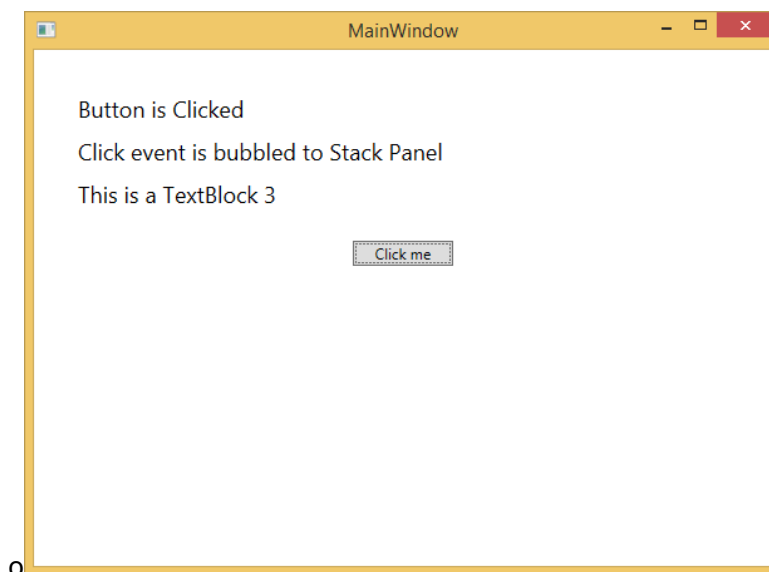 MainWindow
Button is Clicked
Click event is bubbled to Stack Panel
This is a TextBlock 3
Click me
o